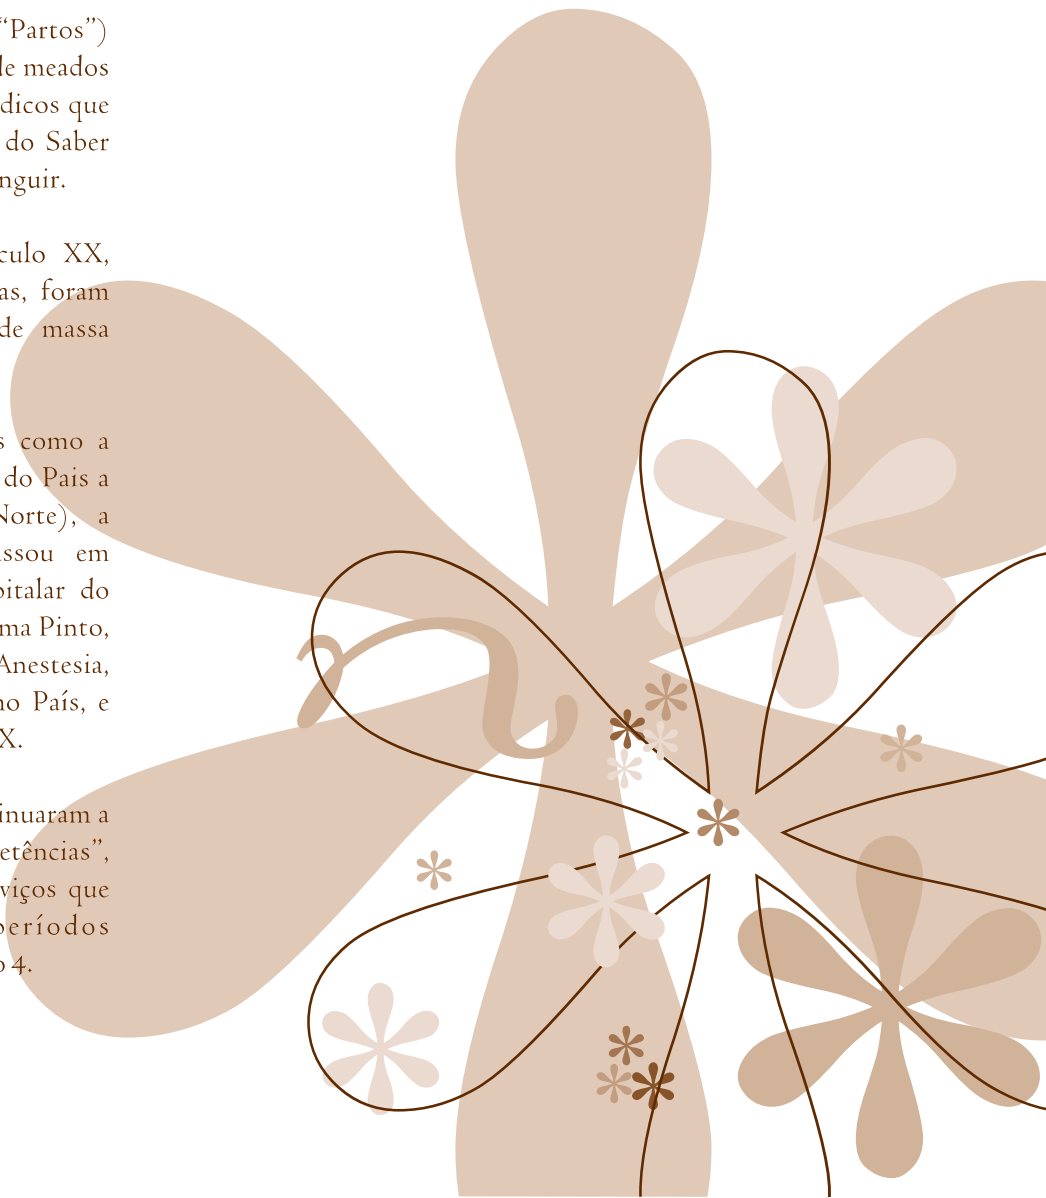 “Partos”)
de meados
dicos que
do Saber
nguir.
culo XX,
as, foram
de massa
s como a
do Pais a
Norte), a
ssou em
pitalar do
ma Pinto,
Anestesia,
no País, e
X.
inuaram a
etências”,
viços que
períodos
o 4.